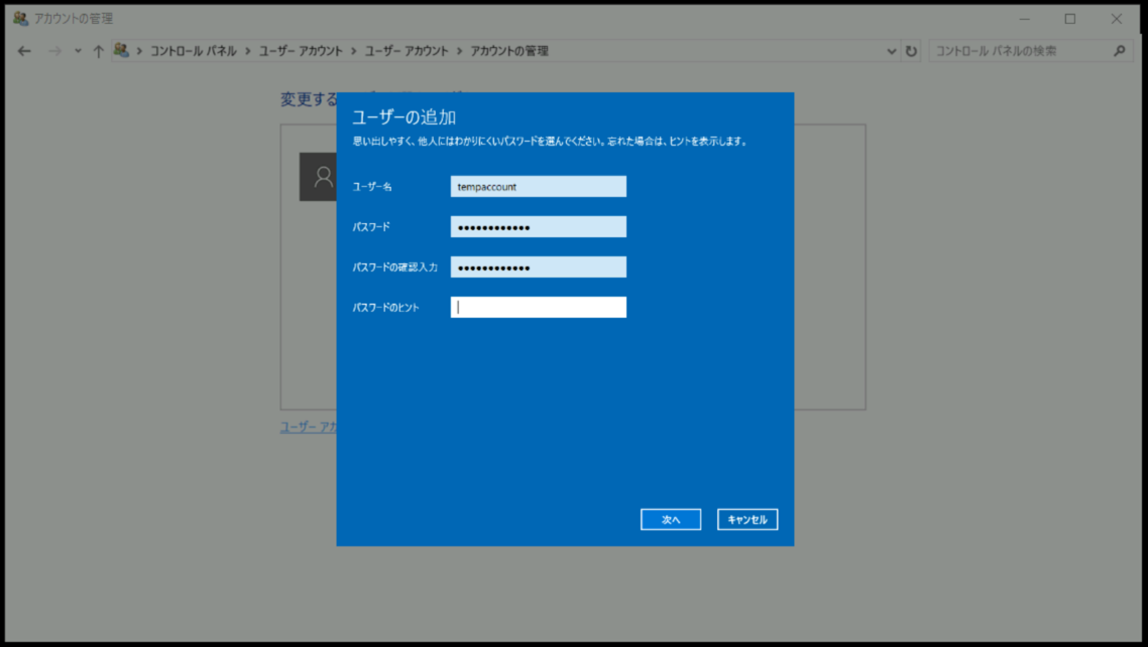 アカウントの管理
コントロール パネル > ユーザー アカウント > ユーザー アカウント > アカウントの管理
コントロール パネルの検索
変更する
ユーザーの追加
思い出しやすく、他人にはわかりにくいパスワードを選んでください。忘れた場合は、ヒントを表示します。
ユーザー名 tempaccount
パスワード ●●●●●●●●●●●●
パスワードの確認入力 ●●●●●●●●●●●●
パスワードのヒント
ユーザー アカ
次へ キャンセル